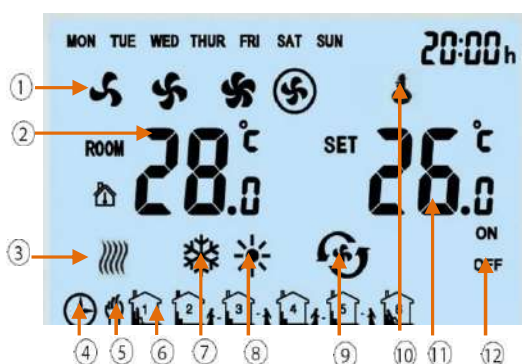 MON TUE WED THUR FRI SAT SUN 20:00h
①
② ROOM 28.0°c SET 26.0°c
ON
③ OFF
1 2 3 4 5 6
④ ⑤ ⑥ ⑦ ⑧ ⑨ ⑩ ⑪ ⑫